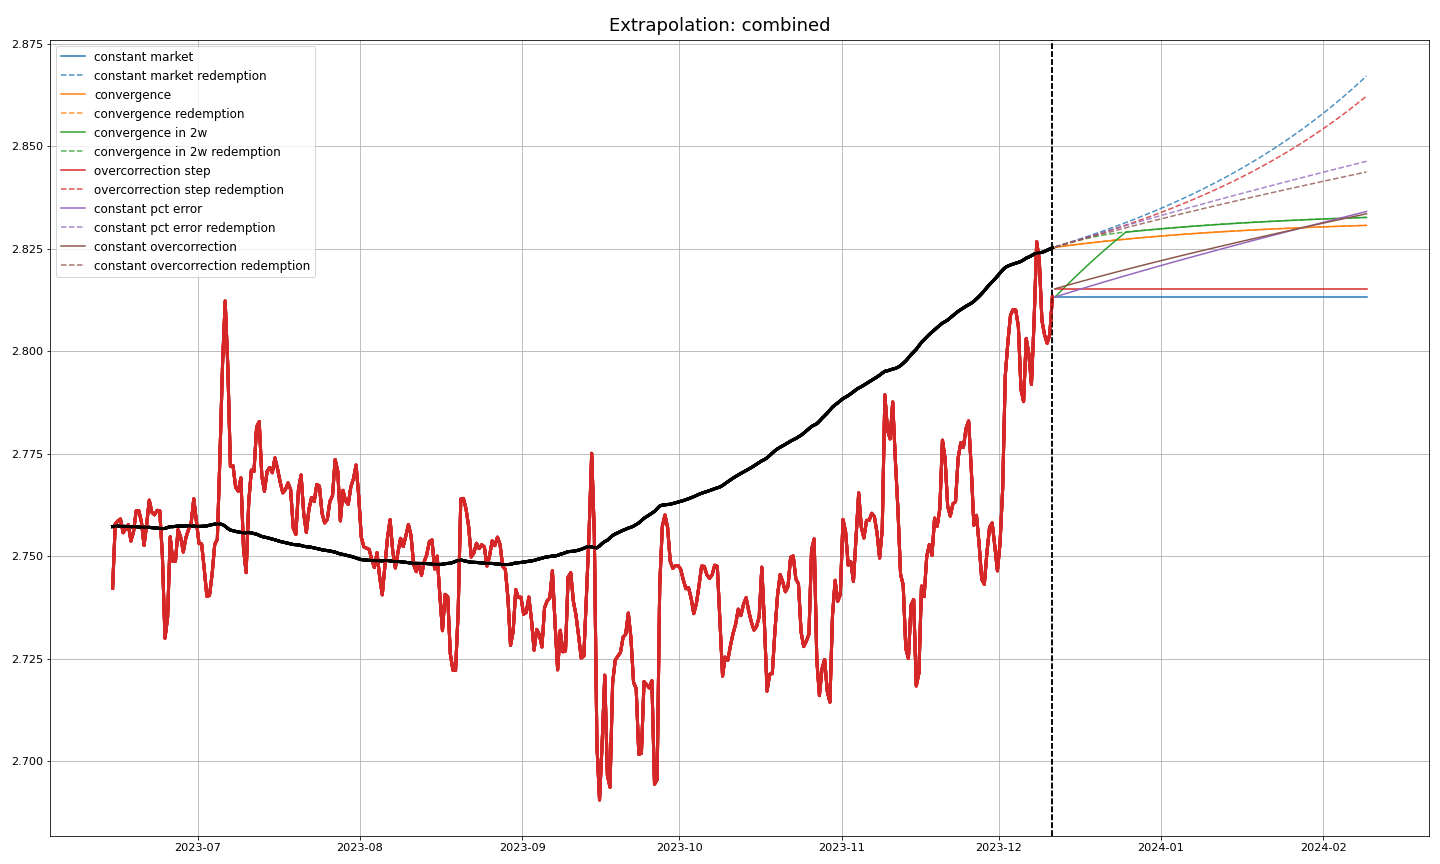 Extrapolation: combined
2.875
2.850
2.825
2.800
2.775
2.750
2.725
2.700
constant market
constant market redemption
convergence
convergence redemption
convergence in 2w
convergence in 2w redemption
overcorrection step
overcorrection step redemption
constant pct error
constant pct error redemption
constant overcorrection
constant overcorrection redemption
2023-07
2023-08
2023-09
2023-10
2023-11
2023-12
2024-01
2024-02